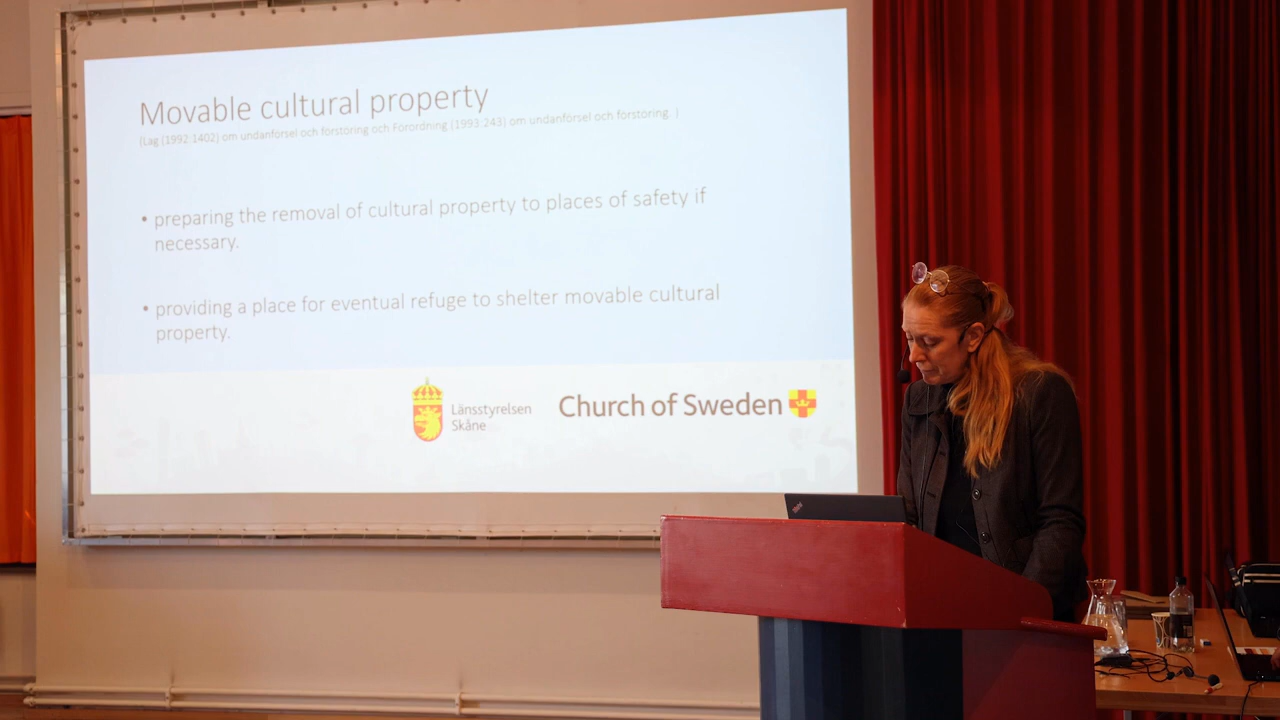 Movable cultural property
(Lag (1992:1402) om undanförsel och förstöring och Förordning (1993:243) om undanförsel och förstöring. )
• preparing the removal of cultural property to places of safety if
necessary.
• providing a place for eventual refuge to shelter movable cultural
property.
Länsstyrelsen
Skåne
Church of Sweden